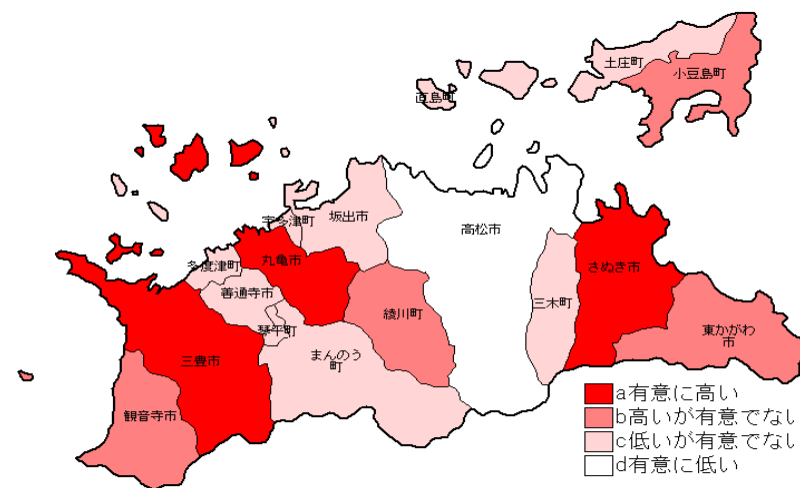 土庄町
小豆島町
直島町
宇多津町
坂出市
高松市
丸亀市
多度津町
さぬき市
善通寺市
綾川町
三木町
琴平町
東かがわ
市
まんのう
町
三豊市
観音寺市
a有意に高い
b高いが有意でない
c低いが有意でない
d有意に低い